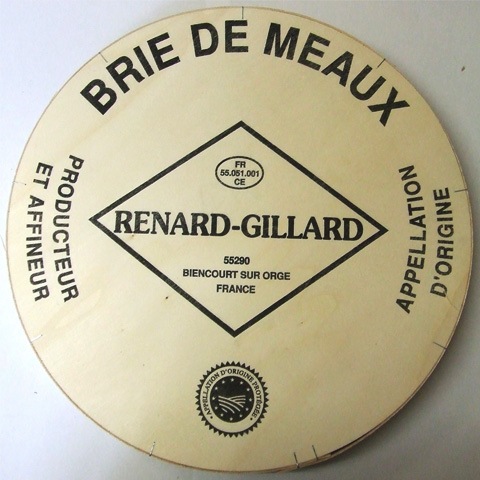 BRIE DE MEAUX
PRODUCTEUR
ET AFFINEUR
FR
55.051.001
CE
RENARD-GILLARD
55290
BIENCOURT SUR ORGE
FRANCE
APPELLATION
D'ORIGINE
APPELLATION D'ORIGINE PROTÉGÉE